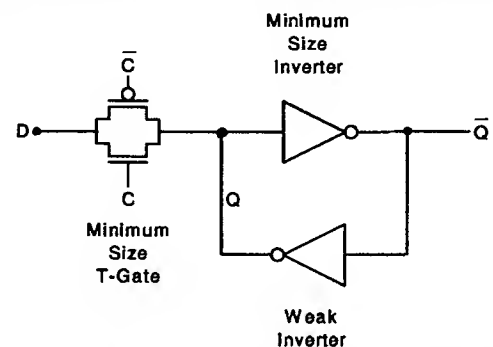 Minimum
Size
Inverter
C̅
D
Q̅
Q
C
Minimum
Size
T-Gate
Weak
Inverter